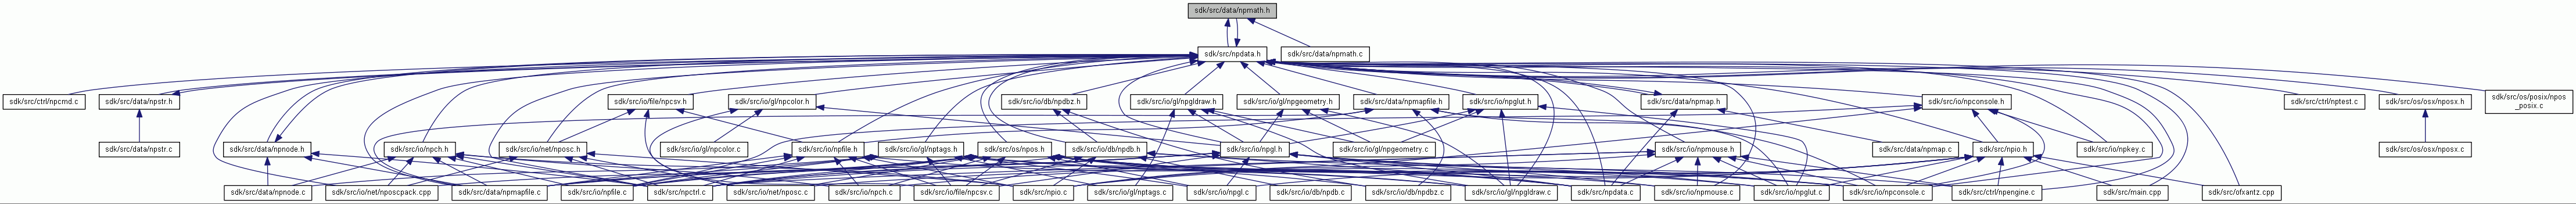 sdk/src/data/npmath.h
sdk/src/npdata.h
sdk/src/data/npmath.c
sdk/src/ctrl/npcmd.c
sdk/src/data/npstr.h
sdk/src/io/file/npcsv.h
sdk/src/io/gl/npcolor.h
sdk/src/io/db/npdbz.h
sdk/src/io/gl/npgldraw.h
sdk/src/io/gl/npgeometry.h
sdk/src/data/npmapfile.h
sdk/src/io/npglut.h
sdk/src/data/npmap.h
sdk/src/io/npconsole.h
sdk/src/ctrl/nptest.c
sdk/src/os/osx/nposx.h
sdk/src/os/posix/npos
_posix.c
sdk/src/data/npstr.c
sdk/src/data/npnode.h
sdk/src/io/npch.h
sdk/src/io/net/nposc.h
sdk/src/io/gl/npcolor.c
sdk/src/io/npfile.h
sdk/src/io/gl/nptags.h
sdk/src/os/npos.h
sdk/src/io/db/npdb.h
sdk/src/io/npgl.h
sdk/src/io/gl/npgeometry.c
sdk/src/io/npmouse.h
sdk/src/data/npmap.c
sdk/src/npio.h
sdk/src/io/npkey.c
sdk/src/os/osx/nposx.c
sdk/src/data/npnode.c
sdk/src/io/net/noscpack.cpp
sdk/src/data/npmapfile.c
sdk/src/io/npfile.c
sdk/src/npctrl.c
sdk/src/io/net/nposc.c
sdk/src/io/npch.c
sdk/src/io/file/npcsv.c
sdk/src/npio.c
sdk/src/io/gl/nptags.c
sdk/src/io/npgl.c
sdk/src/io/db/npdb.c
sdk/src/io/db/npdbz.c
sdk/src/io/gl/npgldraw.c
sdk/src/npdata.c
sdk/src/io/npmouse.c
sdk/src/io/npglut.c
sdk/src/io/npconsole.c
sdk/src/ctrl/npengine.c
sdk/src/main.cpp
sdk/src/ofxantz.cpp